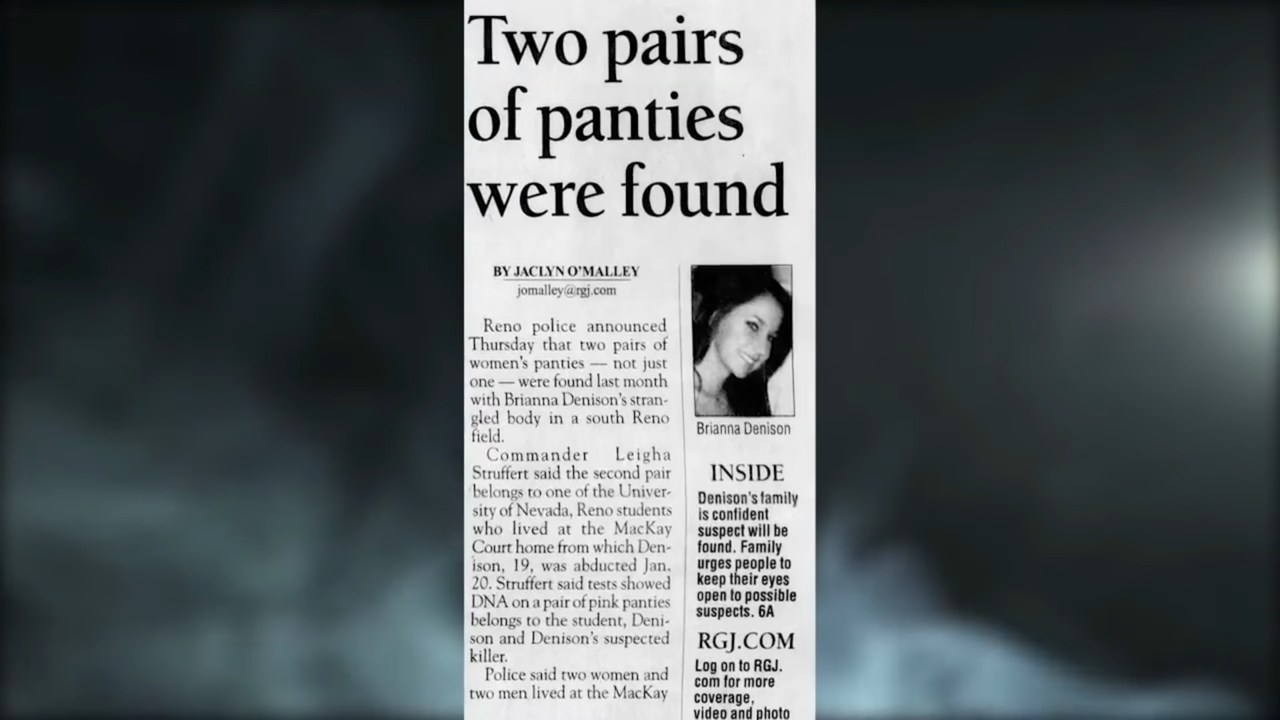 Two pairs
of panties
were found
BY JACLYN O'MALLEY
jomalley@rgj.com
Reno police announced
Thursday that two pairs of
women's panties — not just
one — were found last month
with Brianna Denison's stran-
gled body in a south Reno
field.
Commander Leigha
Struffert said the second pair
belongs to one of the Univer-
sity of Nevada, Reno students
who lived at the MacKay
Court home from which Den-
ison, 19, was abducted Jan.
20. Struffert said tests showed
DNA on a pair of pink panties
belongs to the student, Deni-
son and Denison's suspected
killer.
Police said two women and
two men lived at the MacKay
Brianna Denison
INSIDE
Denison's family
is confident
suspect will be
found. Family
urges people to
keep their eyes
open to possible
suspects. 6A
RGJ.COM
Log on to RGJ.
com for more
coverage,
video and photo